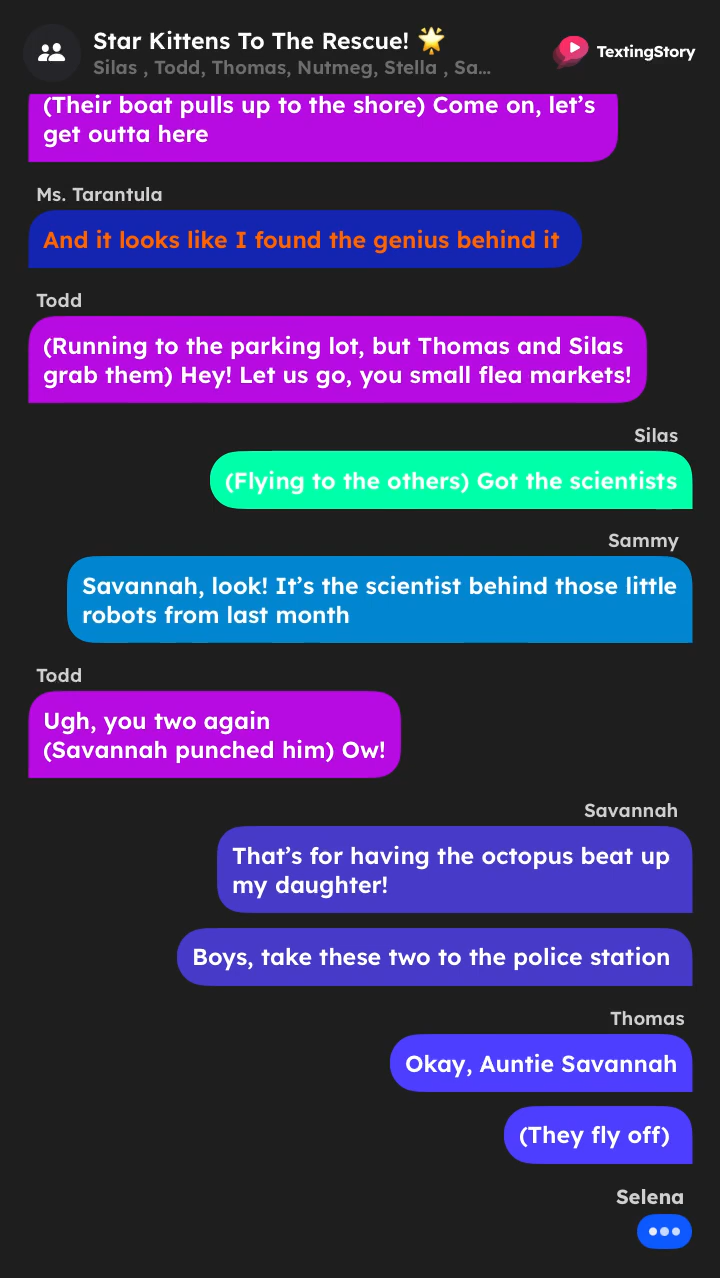 Star Kittens To The Rescue! 🌟
Silas , Todd, Thomas, Nutmeg, Stella , Sa...
TextingStory
(Their boat pulls up to the shore) Come on, let's
get outta here
Ms. Tarantula
And it looks like I found the genius behind it
Todd
(Running to the parking lot, but Thomas and Silas
grab them) Hey! Let us go, you small flea markets!
Silas
(Flying to the others) Got the scientists
Sammy
Savannah, look! It's the scientist behind those little
robots from last month
Todd
Ugh, you two again
(Savannah punched him) Ow!
Savannah
That's for having the octopus beat up
my daughter!
Boys, take these two to the police station
Thomas
Okay, Auntie Savannah
(They fly off)
Selena